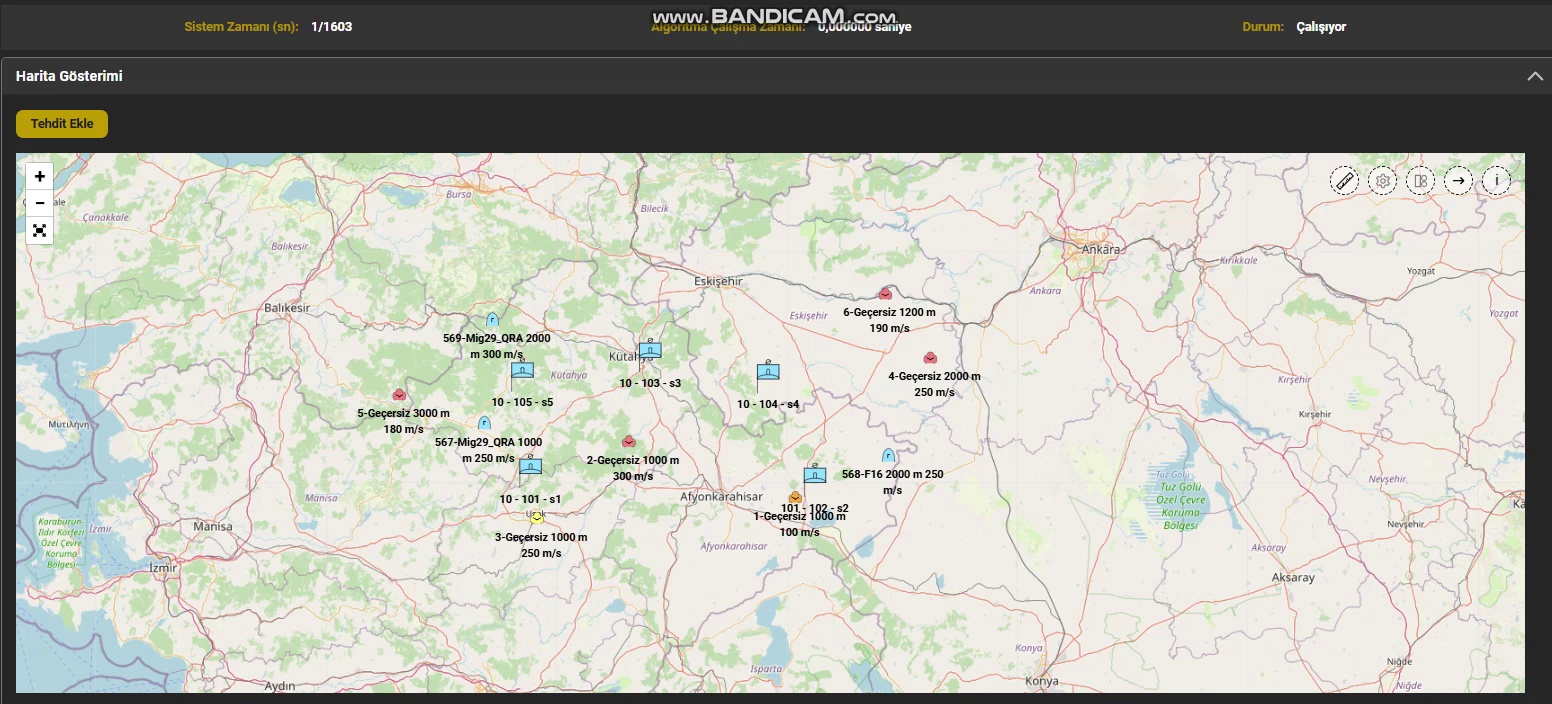 www.BANDICAM.com
Sistem Zamanı (sn): 1/1603
Algoritma Çalışma Zamanı: 0,000000 saniye
Durum: Çalışıyor
Harita Gösterimi
Tehdit Ekle
+
−
Bursa
Bilecik
Çanakkale
Balıkesir
Ankara
Kırıkkale
Yozgat
Eskişehir
Ankara
Balıkesir
Eskişehir
Yozgat
6-Geçersiz 1200 m
190 m/s
569-Mig29_QRA 2000
m 300 m/s
Kütahya
Kütahya
10 - 103 - s3
4-Geçersiz 2000 m
250 m/s
Kırşehir
10 - 105 - s5
10 - 104 - s4
5-Geçersiz 3000 m
180 m/s
Kırşehir
Μυτιλήνη
567-Mig29_QRA 1000
m 250 m/s
2-Geçersiz 1000 m
300 m/s
568-F16 2000 m 250
m/s
Tuz Gölü
Özel Çevre
Koruma
Bölgesi
Nevşehir
Manisa
10 - 101 - s1
Afyonkarahisar
101 - 102 - s2
1-Geçersiz 1000 m
100 m/s
Karaburun-
Ildır Körfezi
Özel Çevre
Koruma
Bölgesi
İzmir
Manisa
Uşak
3-Geçersiz 1000 m
250 m/s
Afyonkarahisar
Nevşehir
Aksaray
İzmir
Aksaray
Konya
Isparta
Niğde
Aydın
Konya
Niğde